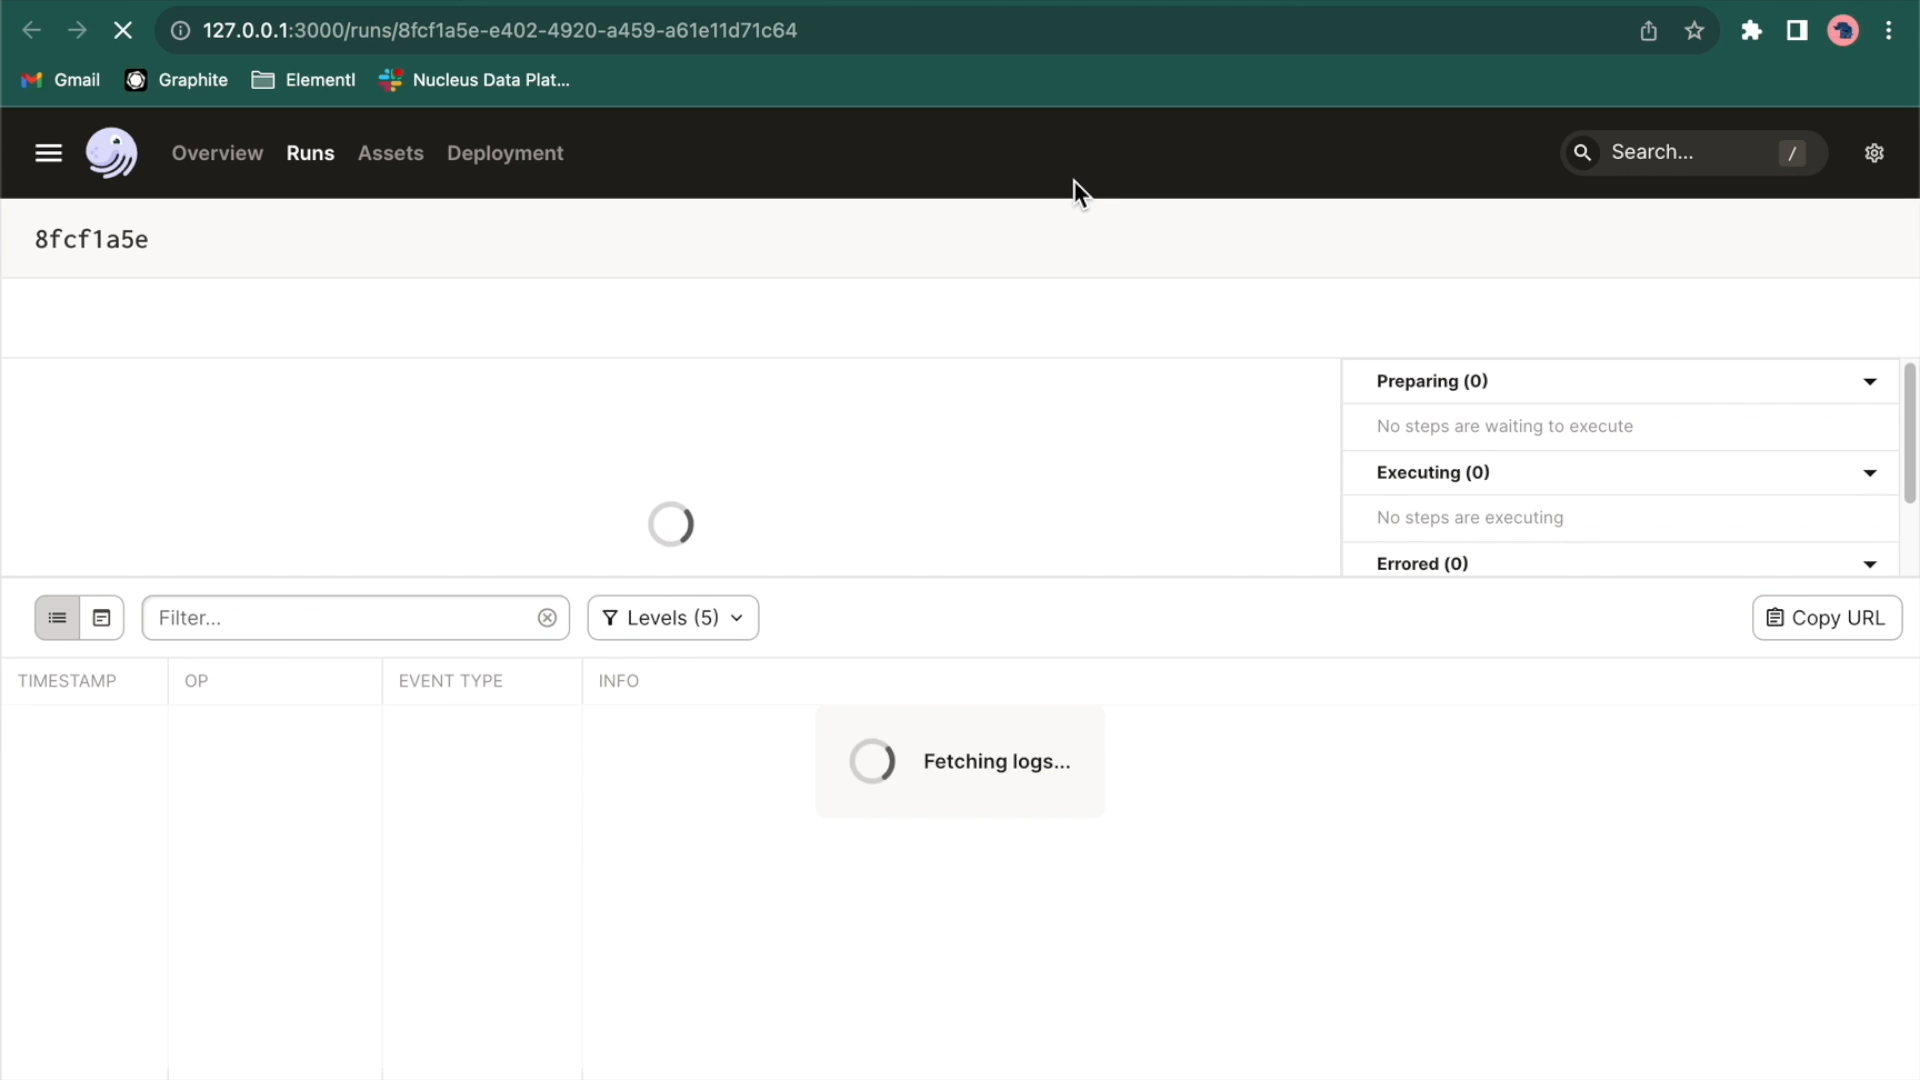 127.0.0.1:3000/runs/8fcf1a5e-e402-4920-a459-a61e11d71c64
Gmail Graphite Elementl Nucleus Data Plat...
Overview Runs Assets Deployment Search... /
8fcf1a5e
Preparing (0)
No steps are waiting to execute
Executing (0)
No steps are executing
Errored (0)
Filter... Levels (5) Copy URL
TIMESTAMP OP EVENT TYPE INFO
Fetching logs...